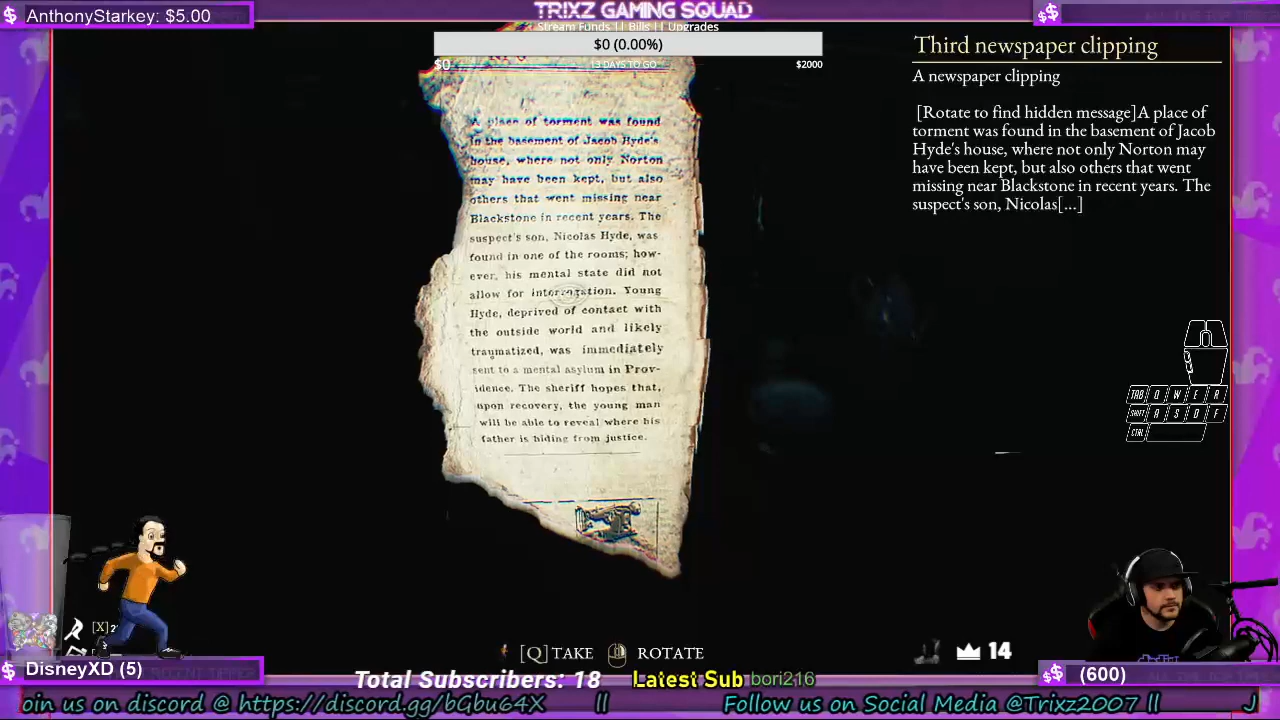 AnthonyStarkey: $5.00
TRIXZ GAMING SQUAD
Stream Funds || Bills || Upgrades
$0 (0.00%)
$0
13 DAYS TO GO
$2000
Third newspaper clipping
A newspaper clipping
[Rotate to find hidden message]A place of
torment was found in the basement of Jacob
Hyde's house, where not only Norton may
have been kept, but also others that went
missing near Blackstone in recent years. The
suspect's son, Nicolas[...]
A place of torment was found
in the basement of Jacob Hyde's
house, where not only Norton
may have been kept, but also
others that went missing near
Blackstone in recent years. The
suspect's son, Nicolas Hyde, was
found in one of the rooms; how-
ever, his mental state did not
allow for interrogation. Young
Hyde, deprived of contact with
the outside world and likely
traumatized, was immediately
sent to a mental asylum in Prov-
idence. The sheriff hopes that,
upon recovery, the young man
will be able to reveal where his
father is hiding from justice.
TAB Q W E R
SHIFT A S D F
CTRL
[X]2
[Q] TAKE ROTATE
14
DisneyXD (5)
Total Subscribers: 18 Latest Sub bori216
(600)
oin us on discord @ https://discord.gg/bGbu64X || Follow us on Social Media @Trixz2007 || J